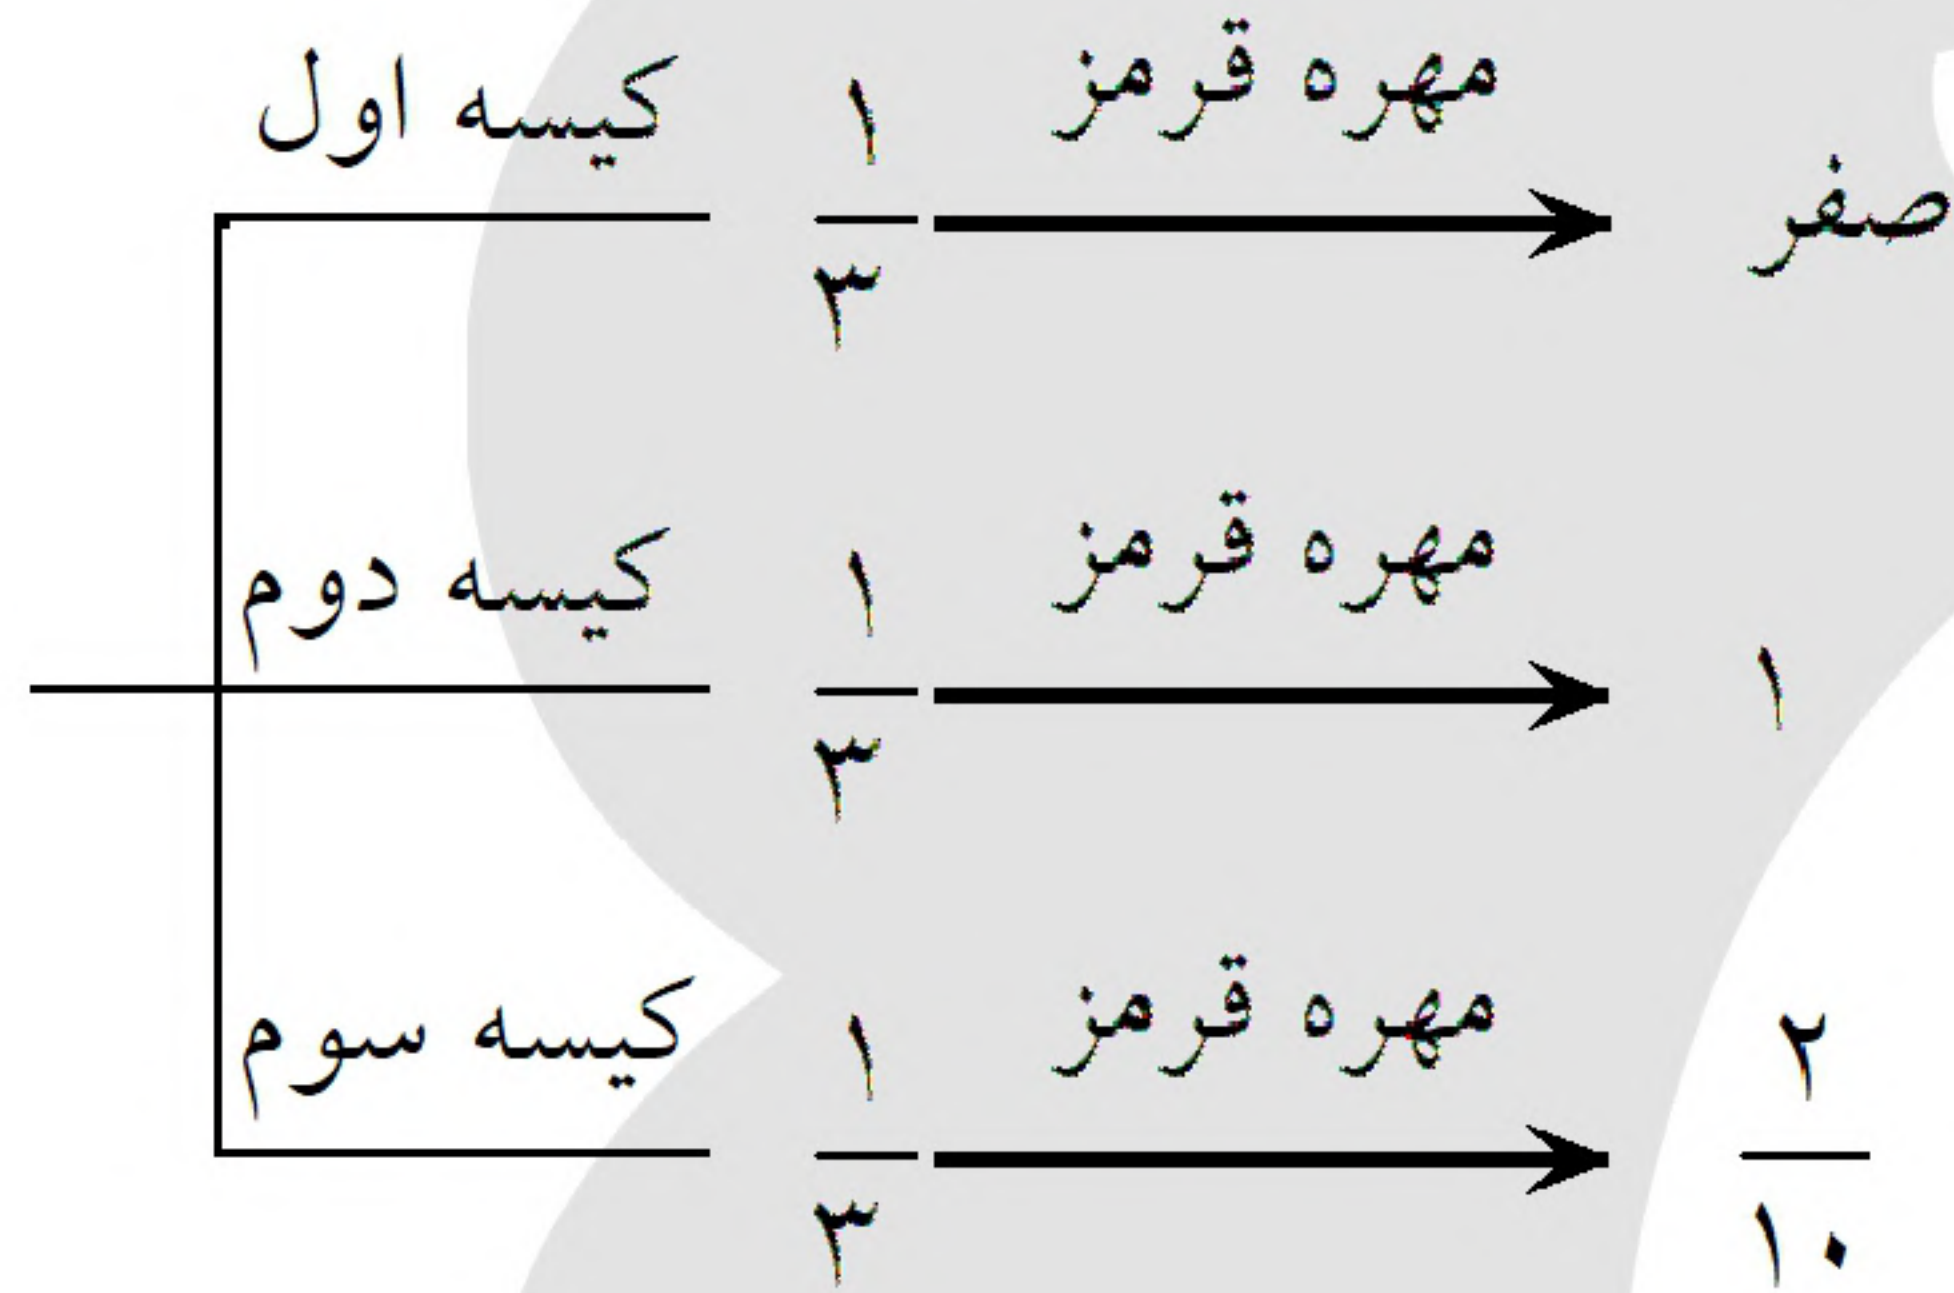 کیسه اول ۱/۳ مهره قرمز صفر
کیسه دوم ۱/۳ مهره قرمز ۱
کیسه سوم ۱/۳ مهره قرمز ۲/۱۰